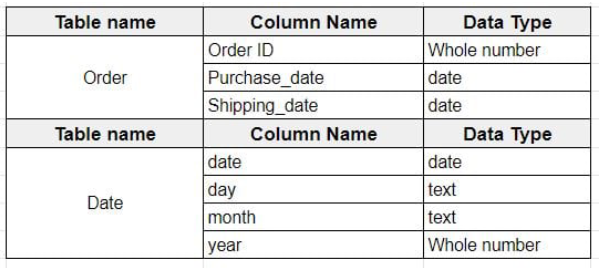 Table name Column Name Data Type
Order ID Whole number
Order Purchase_date date
Shipping_date date
Table name Column Name Data Type
date date
day text
Date
month text
year Whole number